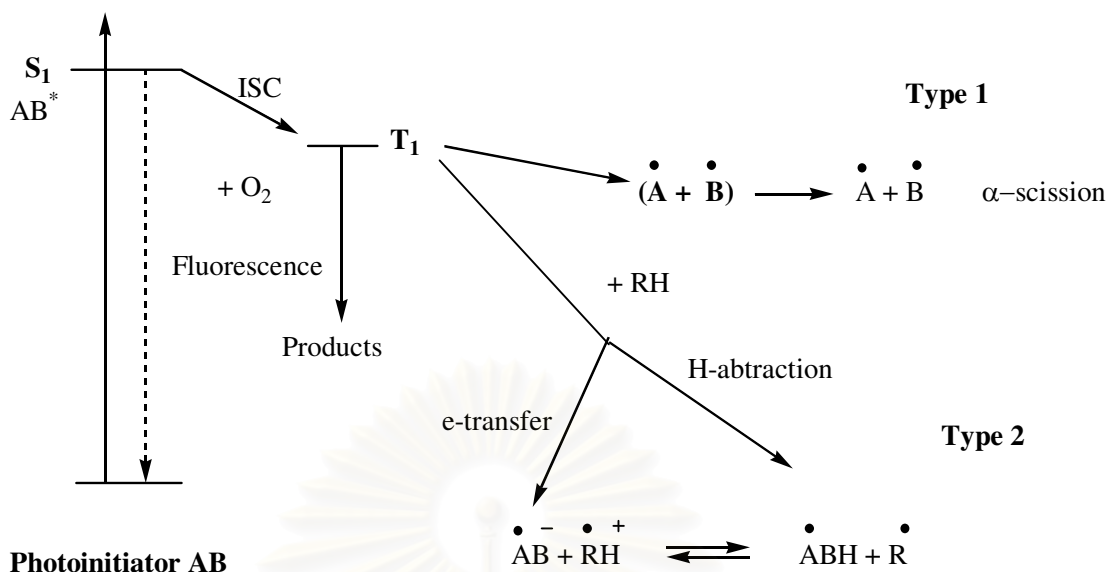 S₁
AB*
ISC
T₁
+ O₂
Fluorescence
Products
Type 1
(A• + B•) → A• + B• α–scission
+ RH
H-abtraction
e-transfer
Type 2
AB•⁻ + RH•⁺ ⇌ ABH• + R•
Photoinitiator AB